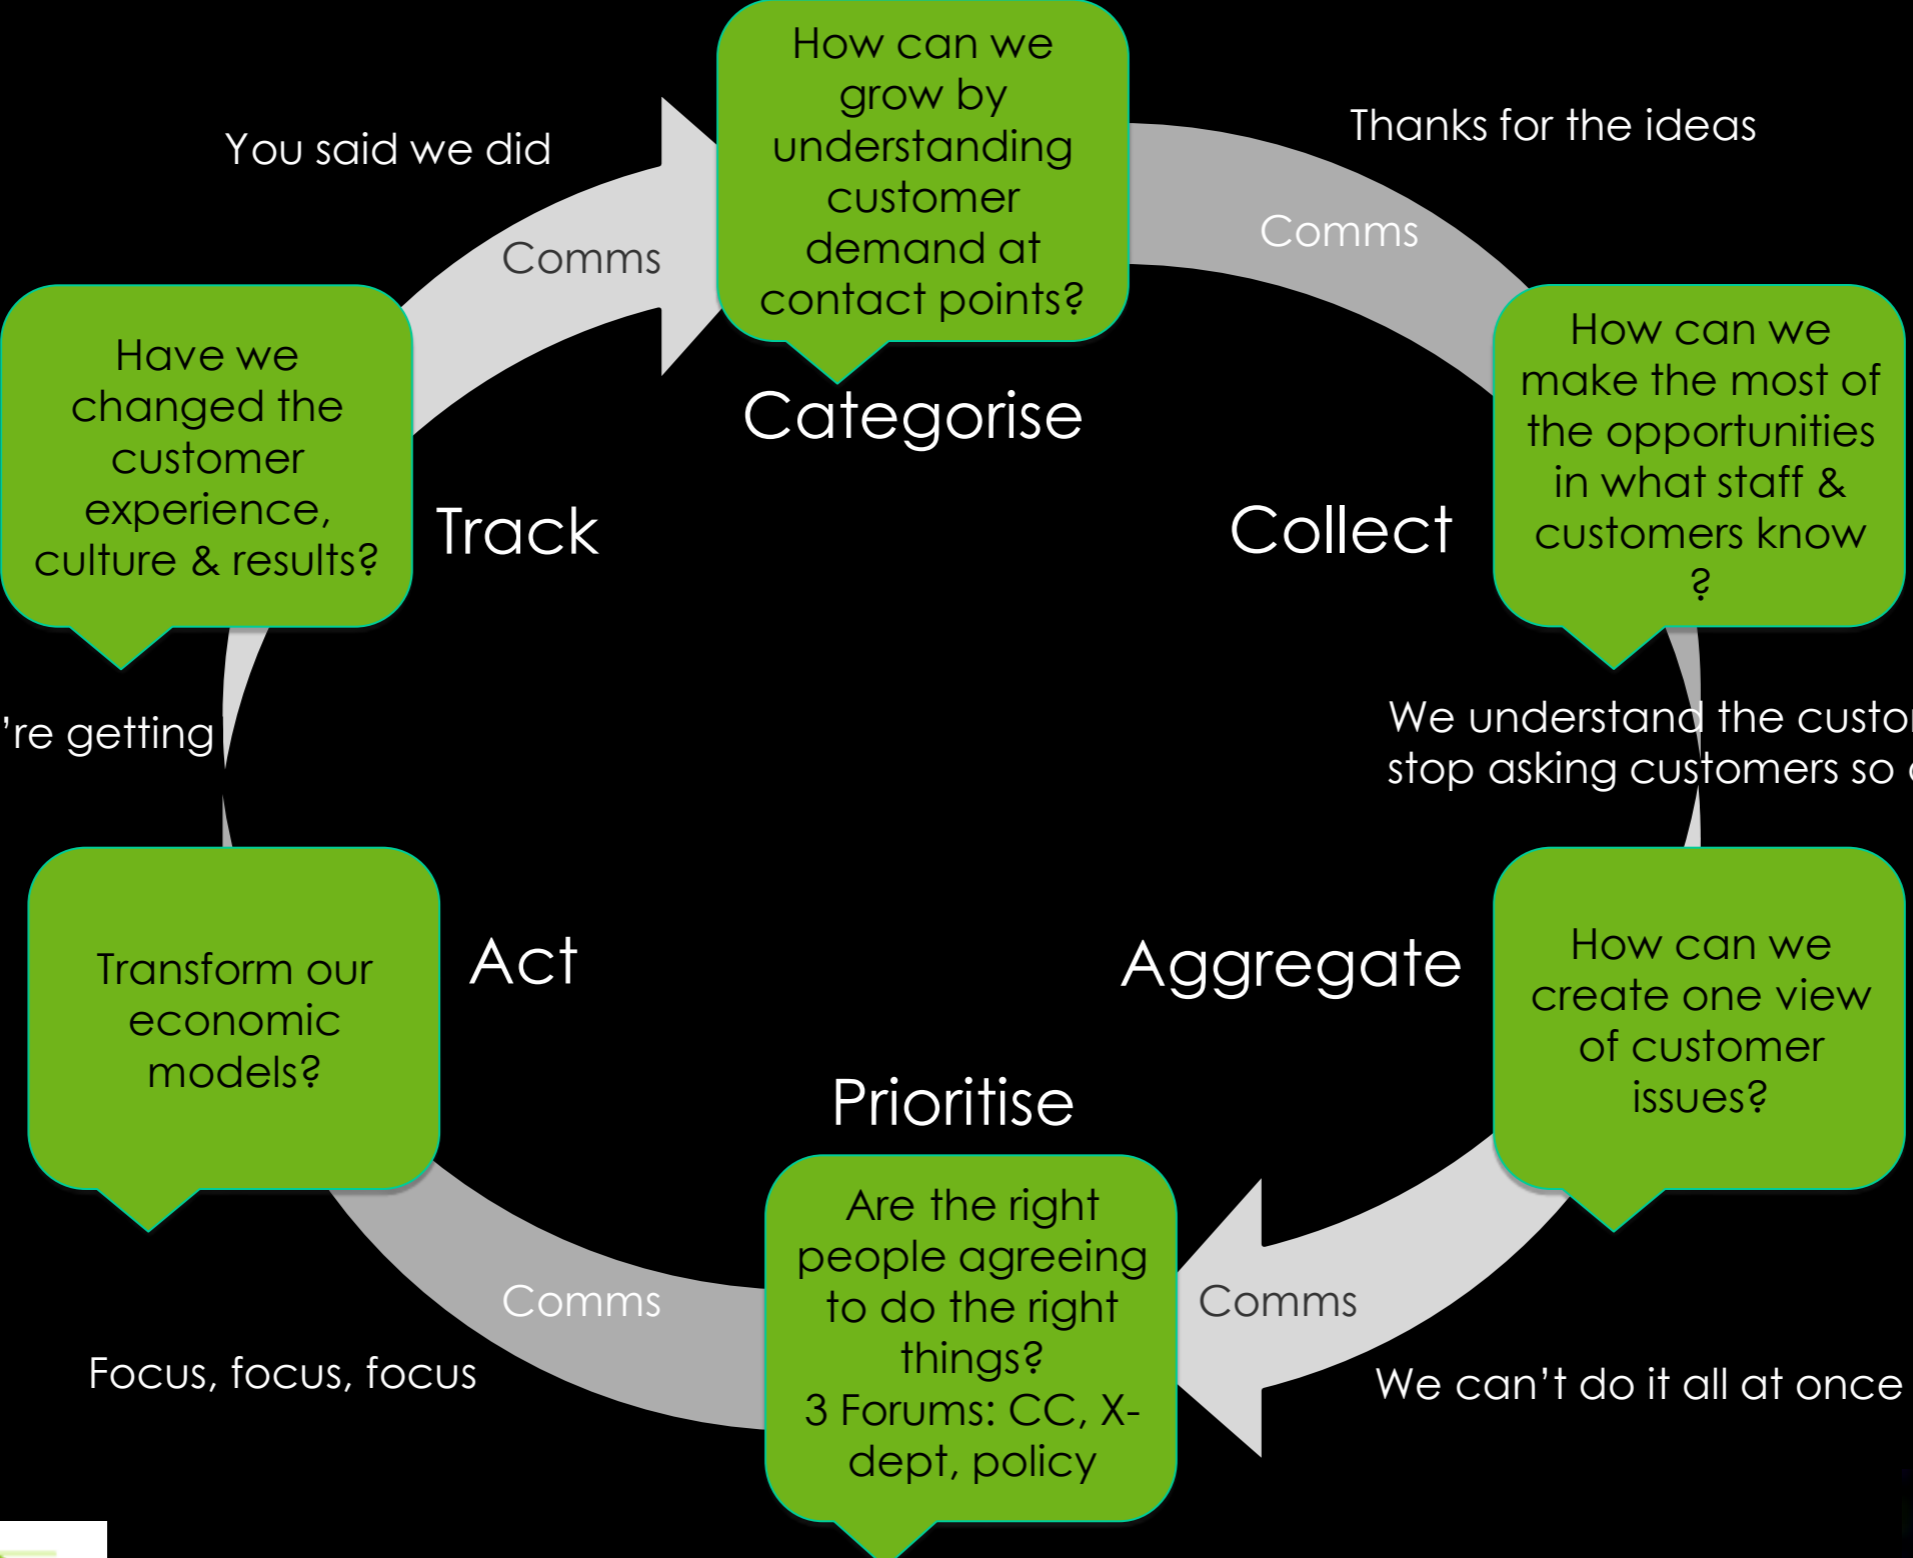 How can we
grow by
understanding
customer
demand at
contact points?
Categorise
Thanks for the ideas
Comms
How can we
make the most of
the opportunities
in what staff &
customers know
?
Collect
We understand the
stop asking customers so
How can we
create one view
of customer
issues?
Aggregate
Comms
We can’t do it all at once
Prioritise
Are the right
people agreeing
to do the right
things?
3 Forums: CC, X-
dept, policy
Comms
Focus, focus, focus
Transform our
economic
models?
Act
’re getting
Have we
changed the
customer
experience,
culture & results?
Track
You said we did
Comms